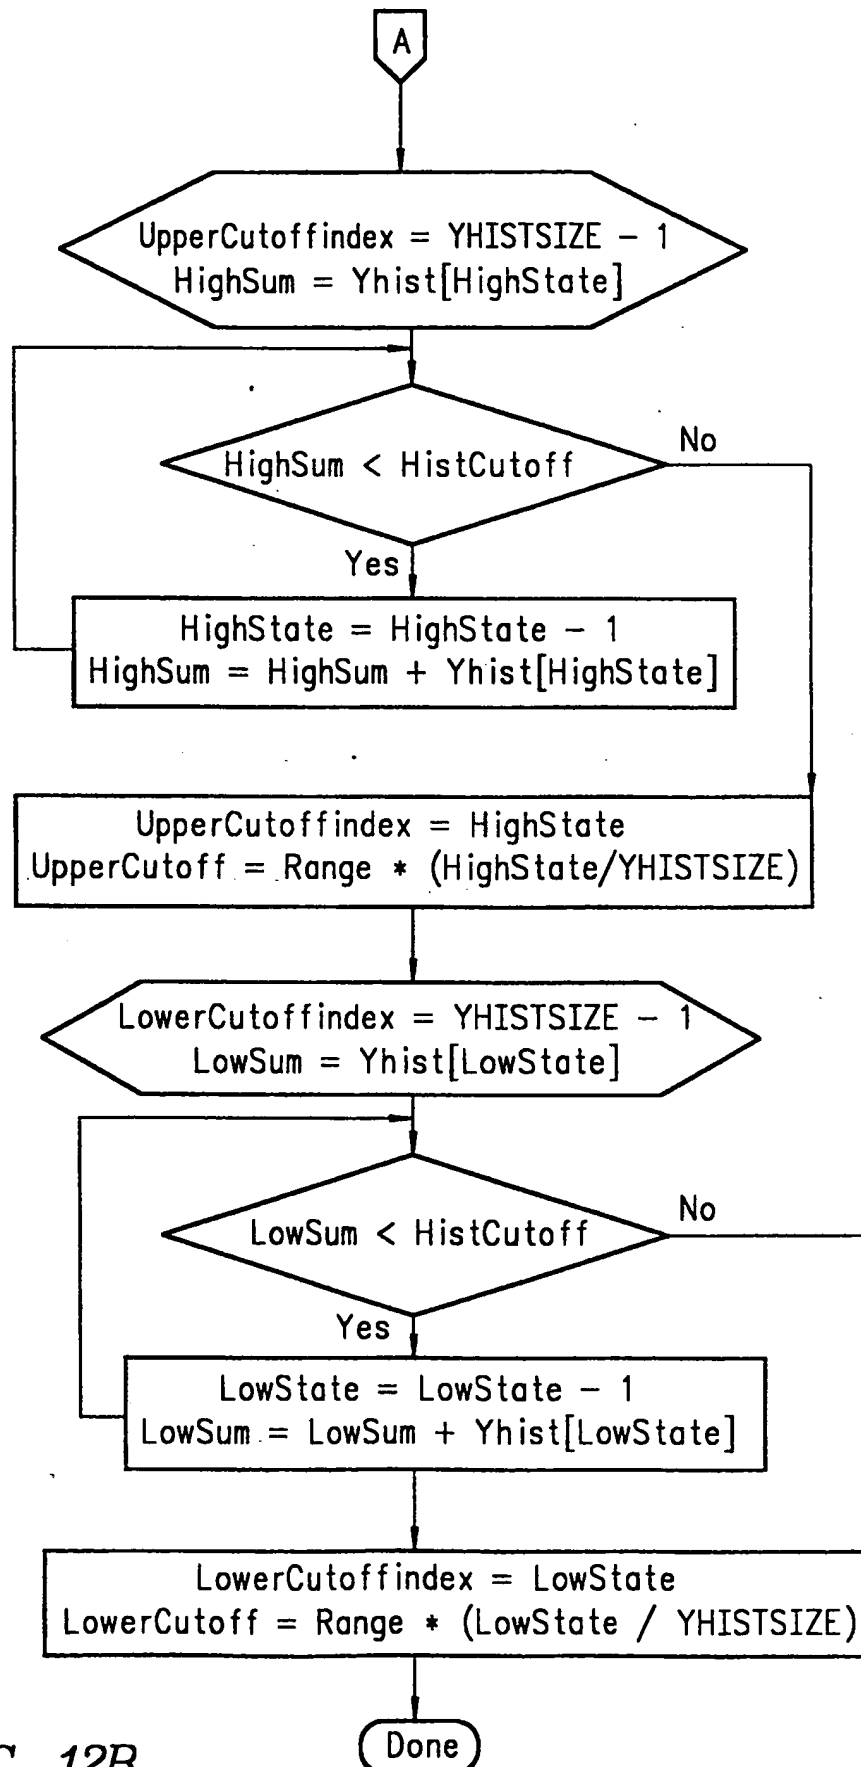 A
UpperCutoffindex = YHISTSIZE - 1
HighSum = Yhist[HighState]
HighSum < HistCutoff
No
Yes
HighState = HighState - 1
HighSum = HighSum + Yhist[HighState]
UpperCutoffindex = HighState
UpperCutoff = Range * (HighState/YHISTSIZE)
LowerCutoffindex = YHISTSIZE - 1
LowSum = Yhist[LowState]
LowSum < HistCutoff
No
Yes
LowState = LowState - 1
LowSum = LowSum + Yhist[LowState]
LowerCutoffindex = LowState
LowerCutoff = Range * (LowState / YHISTSIZE)
Done
12B